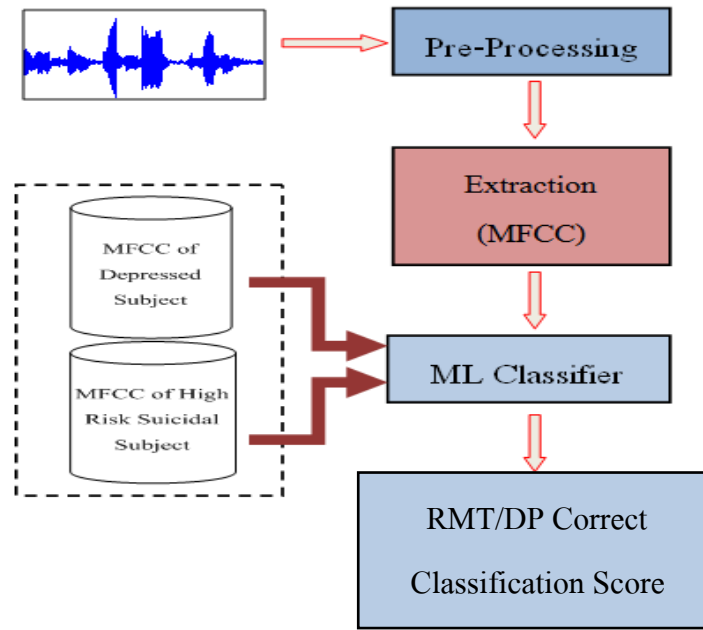 Pre-Processing
Extraction
(MFCC)
MFCC of
Depressed
Subject
MFCC of High
Risk Suicidal
Subject
ML Classifier
RMT/DP Correct
Classification Score